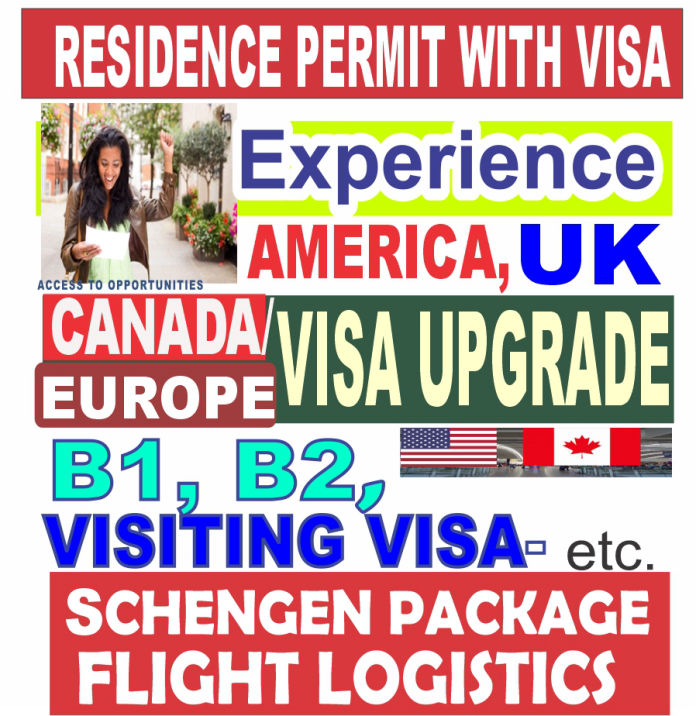 RESIDENCE PERMIT WITH VISA
Experience
AMERICA, UK
ACCESS TO OPPORTUNITIES
CANADA/
EUROPE
VISA UPGRADE
B1, B2,
VISITING VISA- etc.
SCHENGEN PACKAGE
FLIGHT LOGISTICS